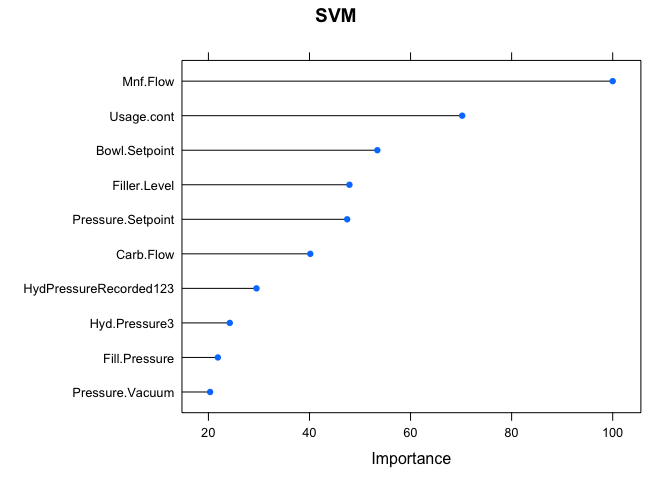 SVM
Mnf.Flow
Usage.cont
Bowl.Setpoint
Filler.Level
Pressure.Setpoint
Carb.Flow
HydPressureRecorded123
Hyd.Pressure3
Fill.Pressure
Pressure.Vacuum
20 40 60 80 100
Importance